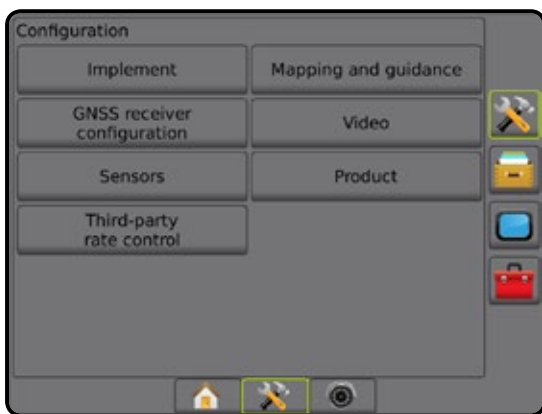 Configuration
Implement
Mapping and guidance
GNSS receiver
configuration
Video
Sensors
Product
Third-party
rate control